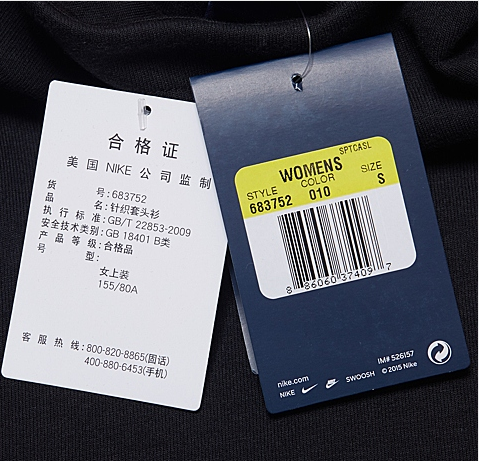 合格证
美国 NIKE 公司监制
货号:683752
品名:针织套头衫
执行标准:GB/T 22853-2009
安全技术类别:GB 18401 B类
产品等级:合格品
号型:
女上装
155/80A
客服热线:800-820-8865(固话)
400-880-6453(手机)
SPTCASL
WOMENS
STYLE COLOR SIZE
683752 010 S
8 86060 37409 7
nike.com
NIKE SWOOSH
IM# 526157
© 2015 Nike